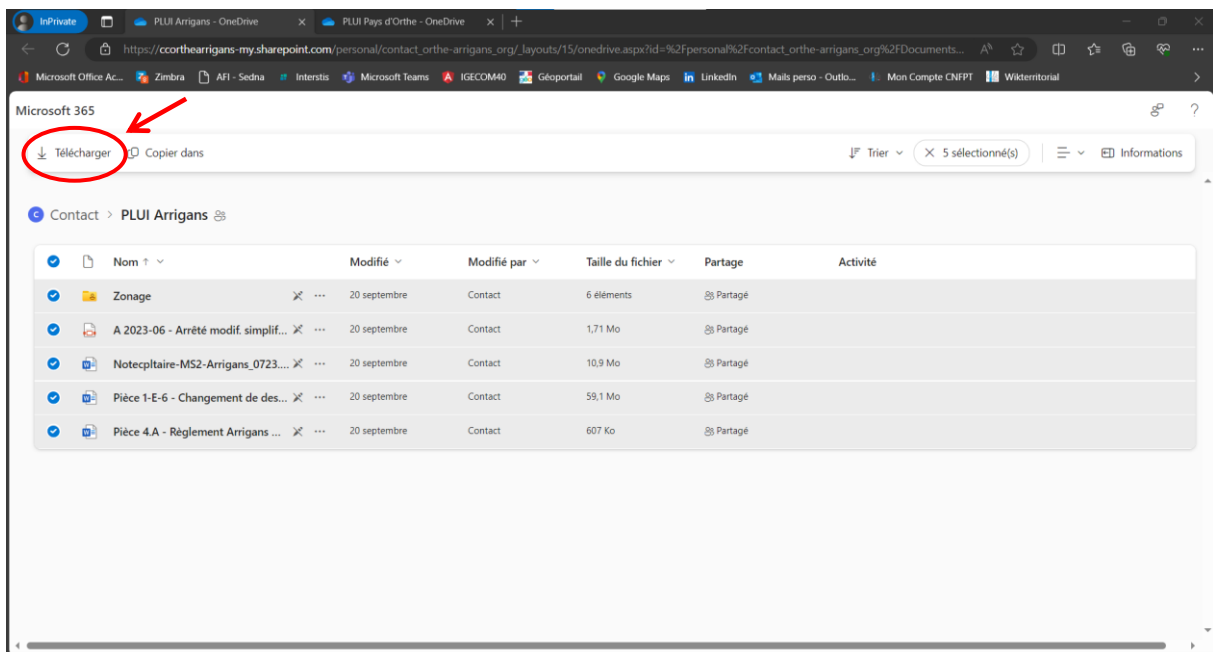 InPrivate PLUI Arrigans - OneDrive PLUI Pays d'Orthe - OneDrive
https://ccorthearrigans-my.sharepoint.com/personal/contact_orthe-arrigans_org/_layouts/15/onedrive.aspx?id=%2Fpersonal%2Fcontact_orthe-arrigans_org%2FDocuments...
Microsoft Office Ac... Zimbra AFI - Sedna Interstis Microsoft Teams IGECOM40 Géoportail Google Maps LinkedIn Mails perso - Outlo... Mon Compte CNFPT Wikterritorial
Microsoft 365
Télécharger Copier dans Trier 5 sélectionné(s) Informations
C Contact > PLUI Arrigans
Nom Modifié Modifié par Taille du fichier Partage Activité
Zonage 20 septembre Contact 6 éléments Partagé
A 2023-06 - Arrêté modif. simplif... 20 septembre Contact 1,71 Mo Partagé
Notecpltaire-MS2-Arrigans_0723.... 20 septembre Contact 10,9 Mo Partagé
Pièce 1-E-6 - Changement de des... 20 septembre Contact 59,1 Mo Partagé
Pièce 4.A - Règlement Arrigans ... 20 septembre Contact 607 Ko Partagé